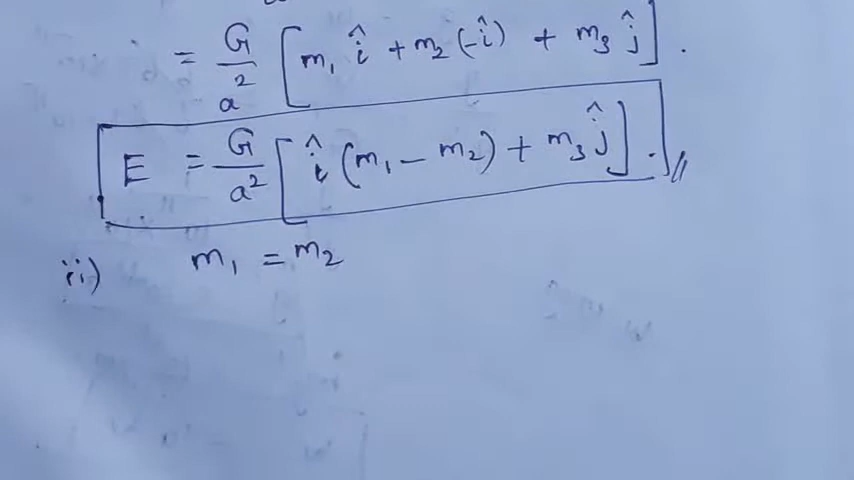 = G/a² [ m₁ î + m₂ (-î) + m₃ ĵ ] .
E = G/a² [ î (m₁ - m₂) + m₃ ĵ ] . //
ii) m₁ = m₂